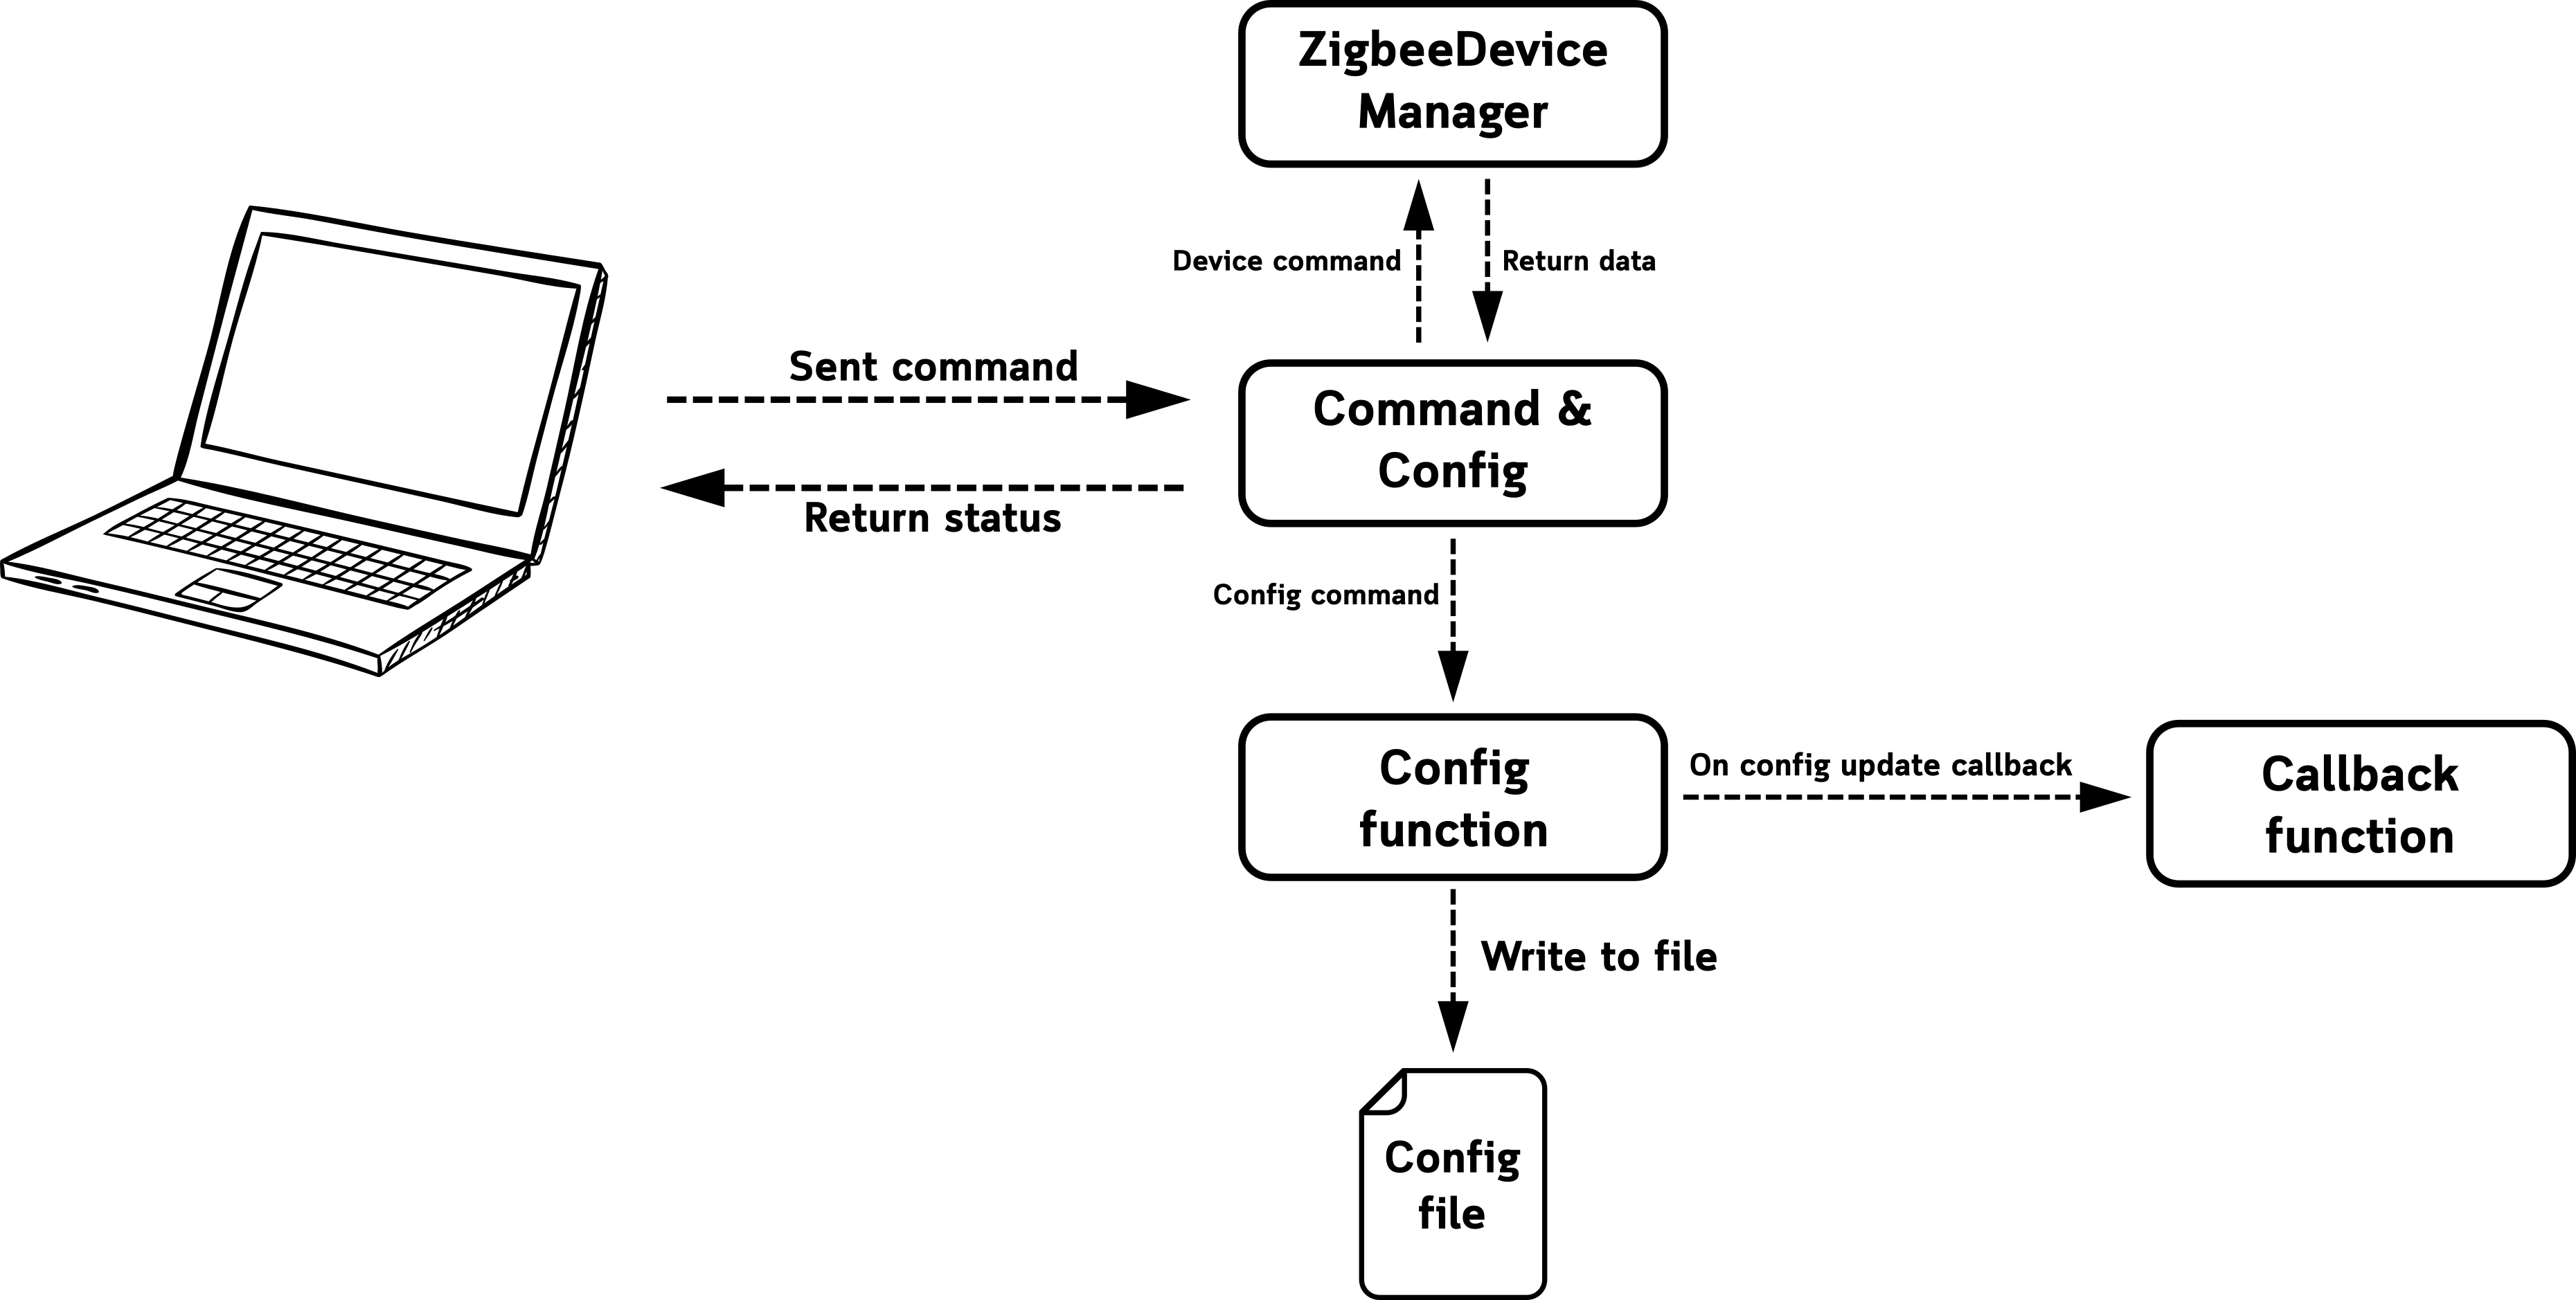 ZigbeeDevice
Manager
Device command
Return data
Sent command
Command &
Config
Return status
Config command
Config
function
On config update callback
Callback
function
Write to file
Config
file